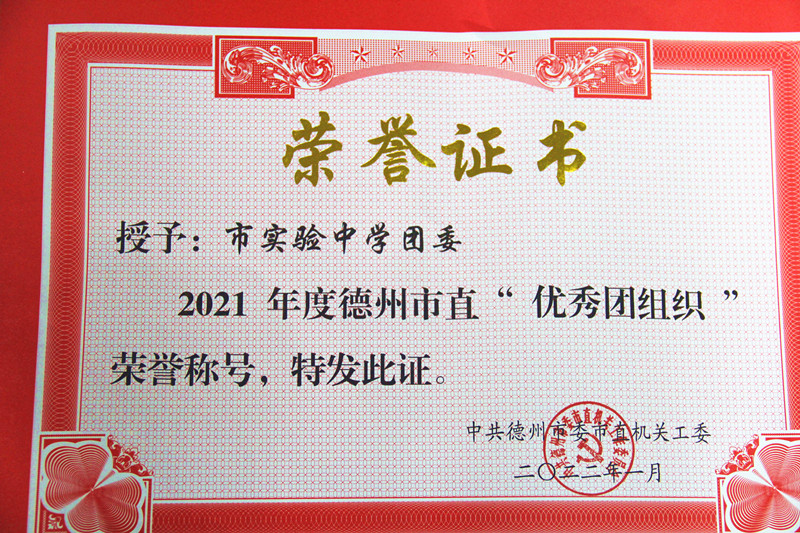 荣誉证书
授予：市实验中学团委
2021 年度德州市直“ 优秀团组织 ”
荣誉称号，特发此证。
中共德州市委市直机关工委
二〇二二年一月